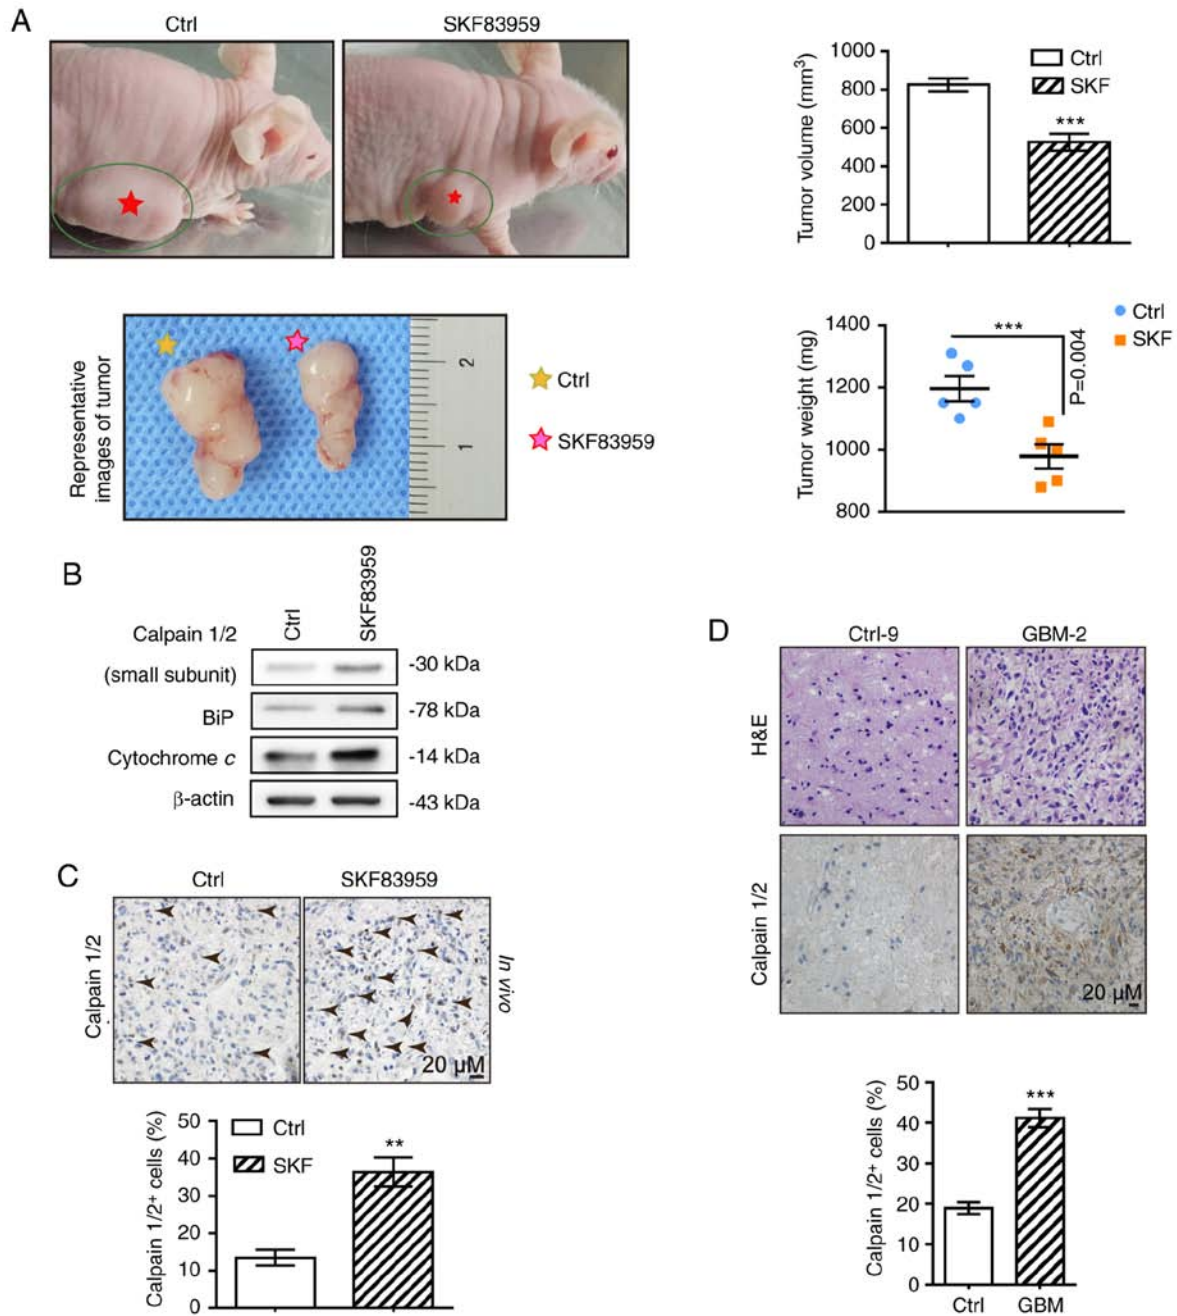 A
Ctrl
SKF83959
Tumor volume (mm³)
1000
800
600
400
200
0
Ctrl
SKF
***
Representative
images of tumor
2
1
Ctrl
SKF83959
Tumor weight (mg)
1400
1200
1000
800
***
P=0.004
Ctrl
SKF
B
Ctrl
SKF83959
Calpain 1/2
(small subunit)
-30 kDa
BiP
-78 kDa
Cytochrome c
-14 kDa
β-actin
-43 kDa
C
Ctrl
SKF83959
Calpain 1/2
In vivo
20 µM
Calpain 1/2⁺ cells (%)
50
40
30
20
10
0
Ctrl
SKF
**
D
Ctrl-9
GBM-2
H&E
Calpain 1/2
20 µM
Calpain 1/2⁺ cells (%)
50
40
30
20
10
0
***
Ctrl
GBM